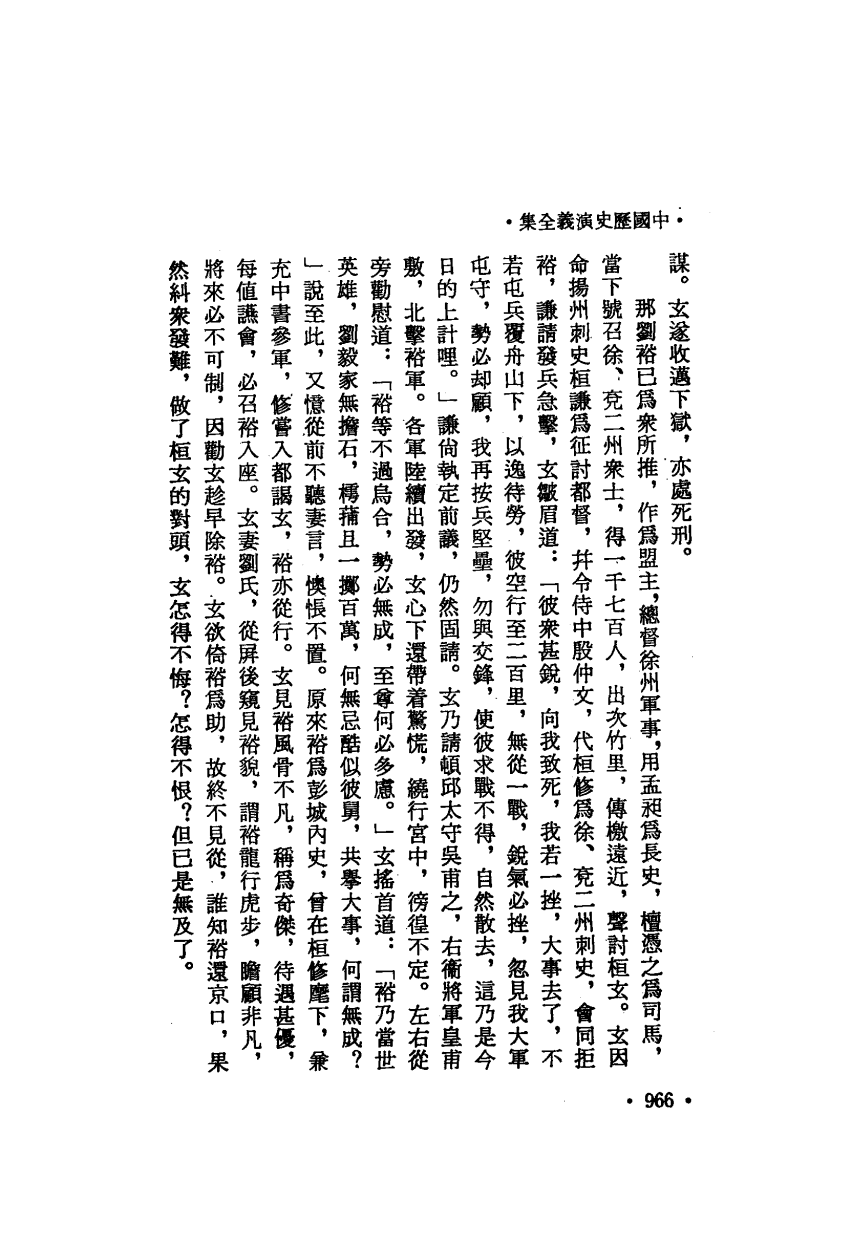 ·中國歷史演義全集·
謀。玄遂收邁下獄，亦處死刑。
那劉裕已爲衆所推，作爲盟主，總督徐州軍事，用孟昶爲長史，檀憑之爲司馬，
當下號召徐、兗二州衆士，得一千七百人，出次竹里，傳檄遠近，聲討桓玄。玄因
命揚州刺史桓謙爲征討都督，幷令侍中殷仲文，代桓修爲徐、兗二州刺史，會同拒
裕，謙請發兵急擊，玄皺眉道：「彼衆甚銳，向我致死，我若一挫，大事去了，不
若屯兵覆舟山下，以逸待勞，彼空行至二百里，無從一戰，銳氣必挫，忽見我大軍
屯守，勢必却顧，我再按兵堅壘，勿與交鋒，使彼求戰不得，自然散去，這乃是今
日的上計哩。」謙尙執定前議，仍然固請。玄乃請頓邱太守吳甫之，右衞將軍皇甫
敷，北擊裕軍。各軍陸續出發，玄心下還帶着驚慌，繞行宮中，徬徨不定。左右從
旁勸慰道：「裕等不過烏合，勢必無成，至尊何必多慮。」玄搖首道：「裕乃當世
英雄，劉毅家無擔石，樗蒱且一擲百萬，何無忌酷似彼舅，共擧大事，何謂無成？
」說至此，又憶從前不聽妻言，懊悵不置。原來裕爲彭城內史，曾在桓修麾下，兼
充中書參軍，修嘗入都謁玄，裕亦從行。玄見裕風骨不凡，稱爲奇傑，待遇甚優，
每値讌會，必召裕入座。玄妻劉氏，從屏後窺見裕貌，謂裕龍行虎步，瞻顧非凡，
將來必不可制，因勸玄趁早除裕。玄欲倚裕爲助，故終不見從，誰知裕還京口，果
然糾衆發難，做了桓玄的對頭，玄怎得不悔？怎得不恨？但已是無及了。
·966·